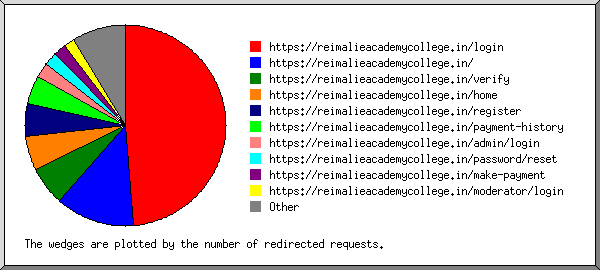 https://reimalieacademycollege.in/login
https://reimalieacademycollege.in/
https://reimalieacademycollege.in/verify
https://reimalieacademycollege.in/home
https://reimalieacademycollege.in/register
https://reimalieacademycollege.in/payment-history
https://reimalieacademycollege.in/admin/login
https://reimalieacademycollege.in/password/reset
https://reimalieacademycollege.in/make-payment
https://reimalieacademycollege.in/moderator/login
Other
The wedges are plotted by the number of redirected requests.